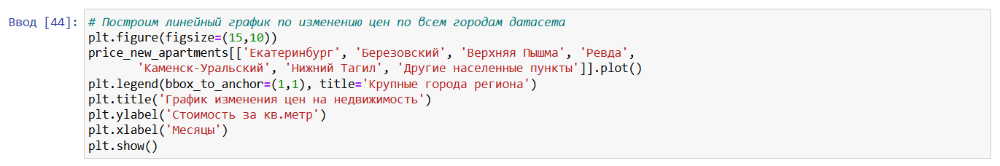 Ввод [44]: # Построим линейный график по изменению цен по всем городам датасета
plt.figure(figsize=(15,10))
price_new_apartments[['Екатеринбург', 'Березовский', 'Верхняя Пышма', 'Ревда',
'Каменск-Уральский', 'Нижний Тагил', 'Другие населенные пункты']].plot()
plt.legend(bbox_to_anchor=(1,1), title='Крупные города региона')
plt.title('График изменения цен на недвижимость')
plt.ylabel('Стоимость за кв.метр')
plt.xlabel('Месяцы')
plt.show()